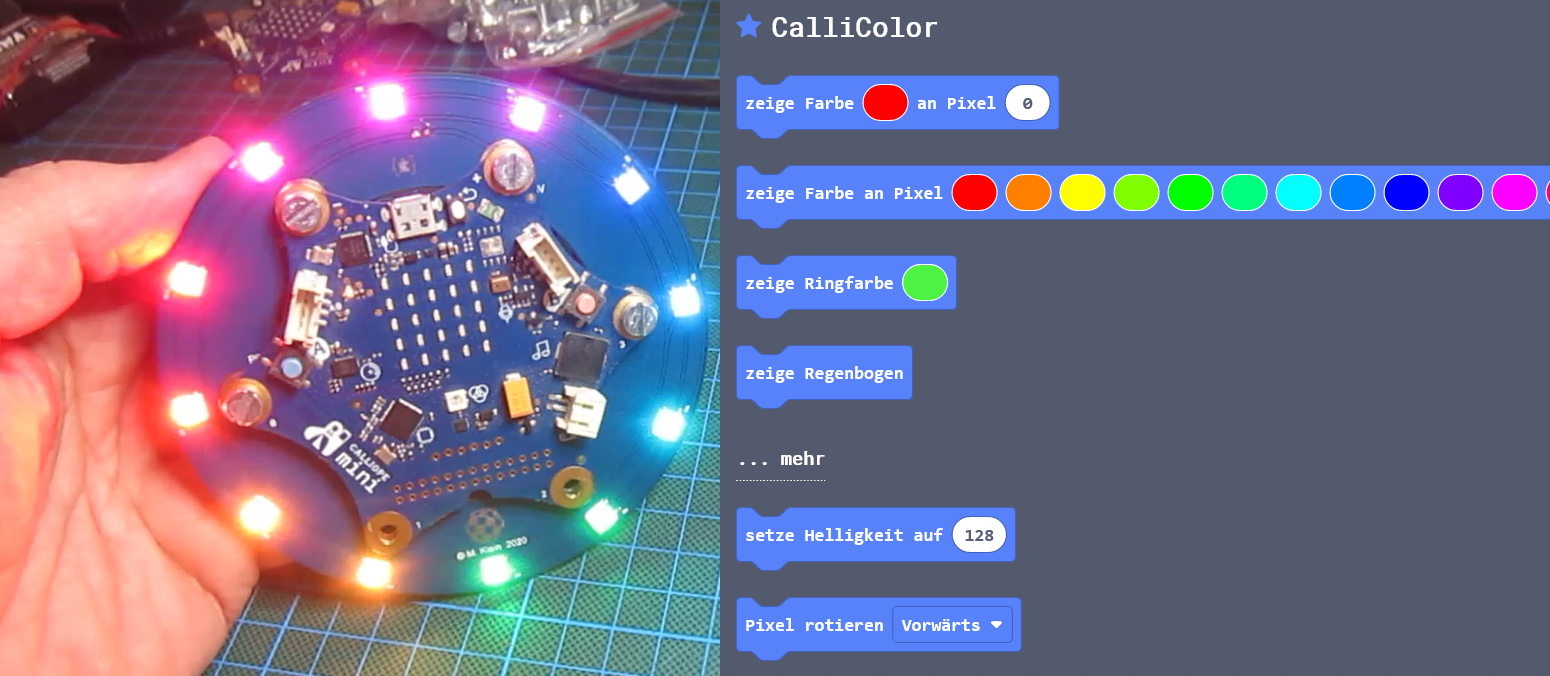 CALLIOPE
mini
© M. Klein 2020
CalliColor
zeige Farbe an Pixel 0
zeige Farbe an Pixel
zeige Ringfarbe
zeige Regenbogen
... mehr
setze Helligkeit auf 128
Pixel rotieren Vorwärts